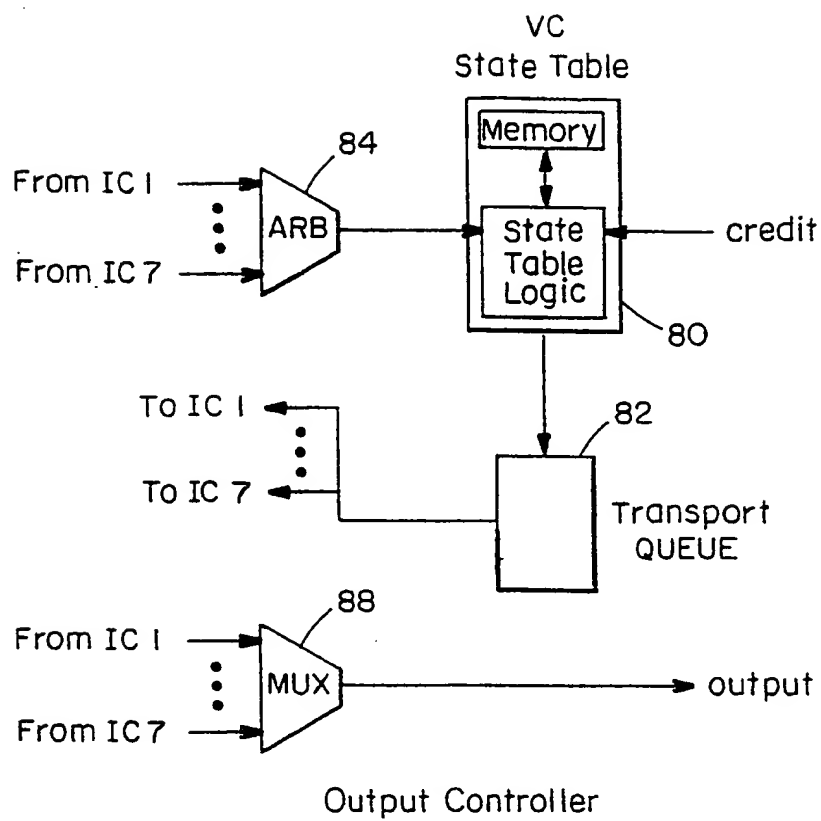 VC
State Table
Memory
84
From IC 1
ARB
State
Table
Logic
credit
From IC 7
80
To IC 1
82
To IC 7
Transport
QUEUE
88
From IC 1
MUX
output
From IC 7
Output Controller